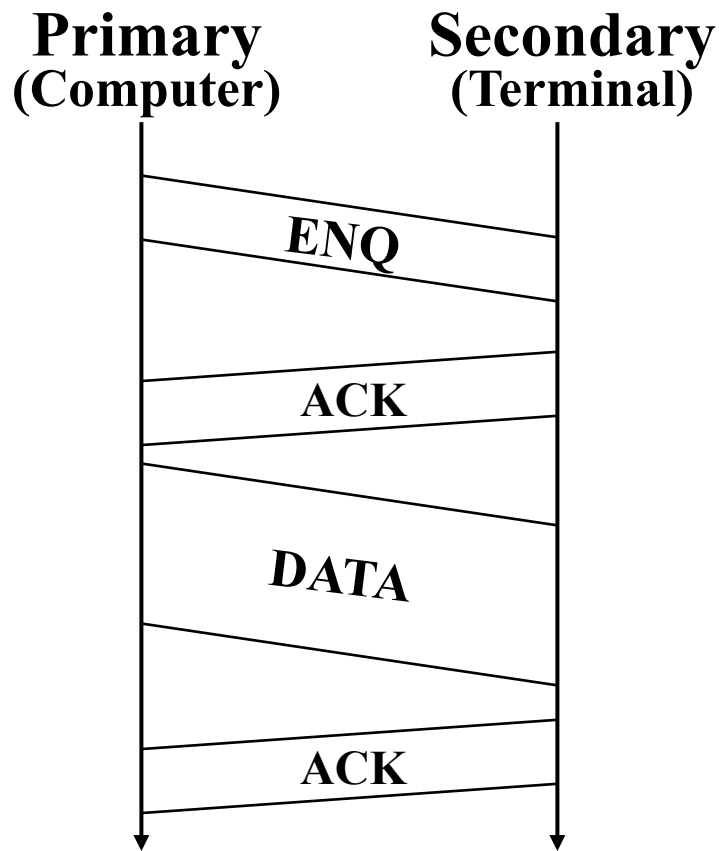 Primary
(Computer)
Secondary
(Terminal)
ENQ
ACK
DATA
ACK